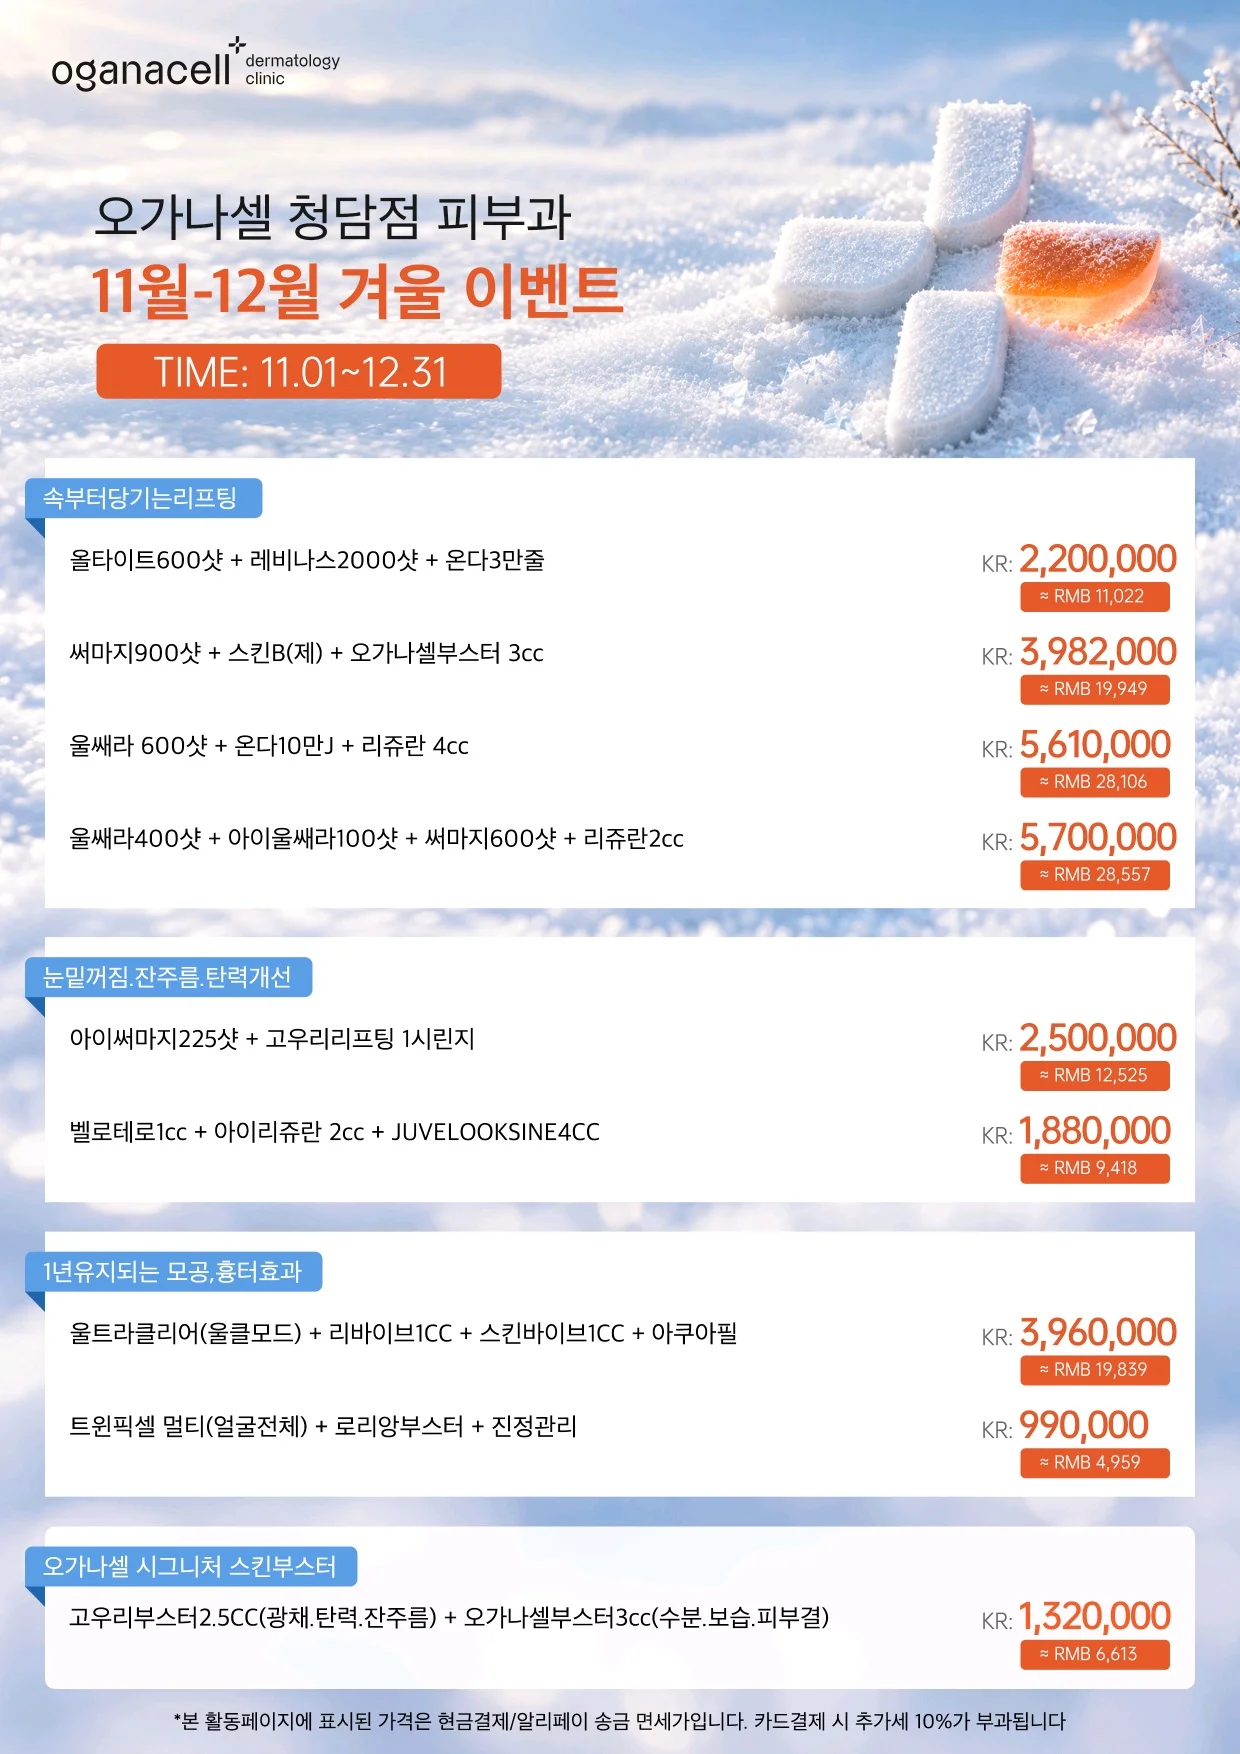 oganacell dermatology clinic
오가나셀 청담점 피부과
11월-12월 겨울 이벤트
TIME: 11.01~12.31
속부터당기는리프팅
올타이트600샷 + 레비나스2000샷 + 온다3만줄
KR: 2,200,000
≈ RMB 11,022
써마지900샷 + 스킨B(제) + 오가나셀부스터 3cc
KR: 3,982,000
≈ RMB 19,949
울쎄라 600샷 + 온다10만J + 리쥬란 4cc
KR: 5,610,000
≈ RMB 28,106
울쎄라400샷 + 아이울쎄라100샷 + 써마지600샷 + 리쥬란2cc
KR: 5,700,000
≈ RMB 28,557
눈밑꺼짐.잔주름.탄력개선
아이써마지225샷 + 고우리리프팅 1시린지
KR: 2,500,000
≈ RMB 12,525
벨로테로1cc + 아이리쥬란 2cc + JUVELOOKSINE4CC
KR: 1,880,000
≈ RMB 9,418
1년유지되는 모공,흉터효과
울트라클리어(울클모드) + 리바이브1CC + 스킨바이브1CC + 아쿠아필
KR: 3,960,000
≈ RMB 19,839
트윈픽셀 멀티(얼굴전체) + 로리앙부스터 + 진정관리
KR: 990,000
≈ RMB 4,959
오가나셀 시그니처 스킨부스터
고우리부스터2.5CC(광채.탄력.잔주름) + 오가나셀부스터3cc(수분.보습.피부결)
KR: 1,320,000
≈ RMB 6,613
*본 활동페이지에 표시된 가격은 현금결제/알리페이 송금 면세가입니다. 카드결제 시 추가세 10%가 부과됩니다